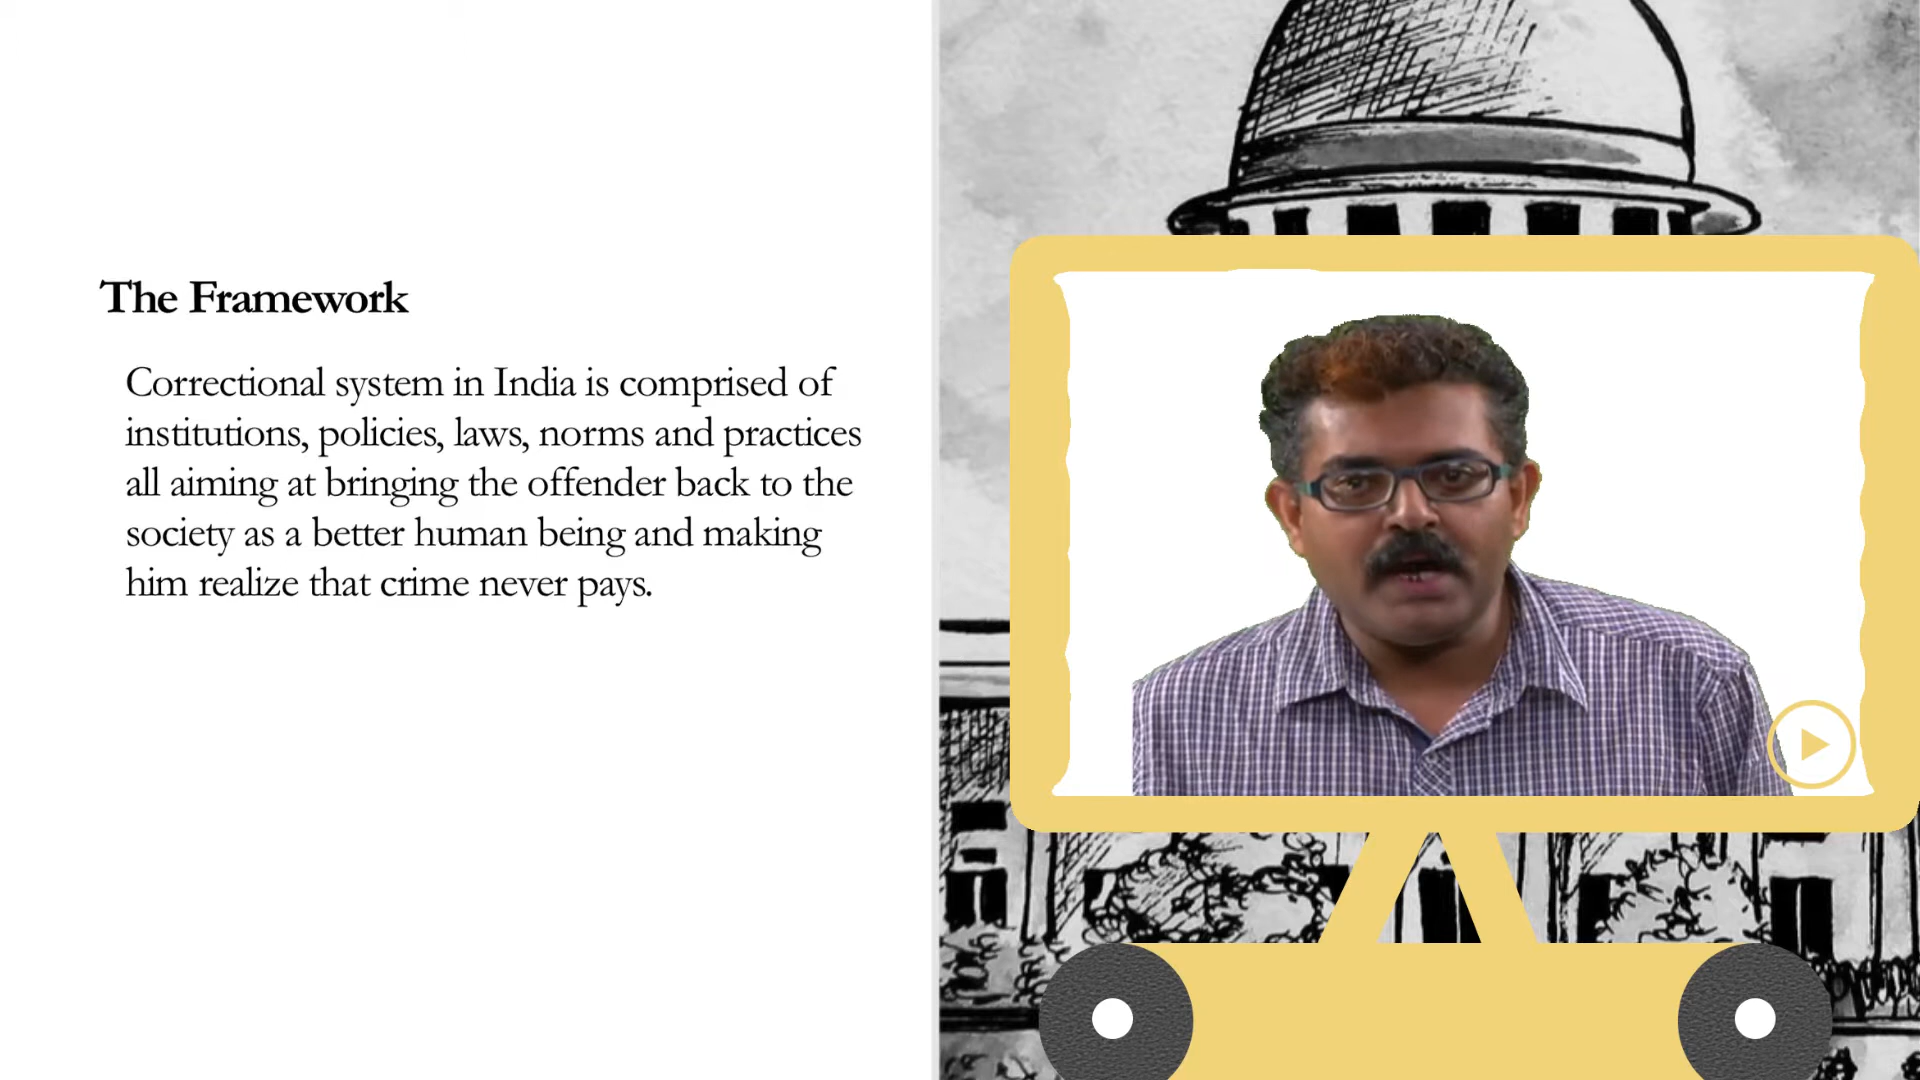 The Framework
Correctional system in India is comprised of
institutions, policies, laws, norms and practices
all aiming at bringing the offender back to the
society as a better human being and making
him realize that crime never pays.